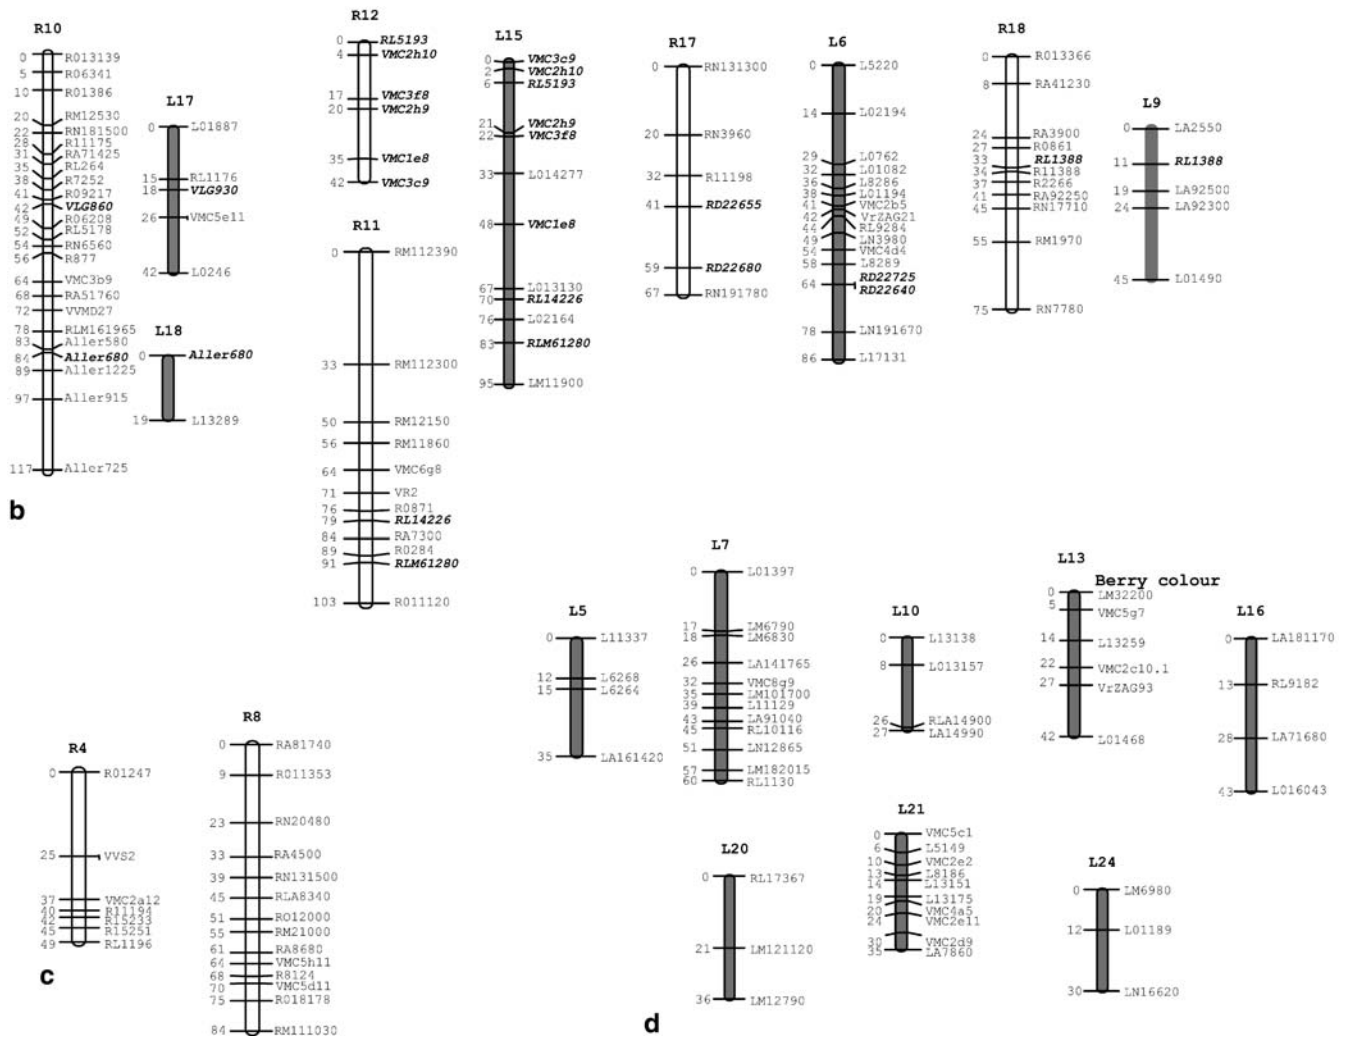 R10
0 R013139
5 R06341
10 R01386
20 RM12530
22 RN181500
28 R11175
31 RA71425
35 RL264
38 R7252
41 R09217
42 VLG860
49 R06208
52 RL5178
54 RN6560
56 R877
64 VMC3b9
68 RA51760
72 VVMD27
78 RLM161965
83 Aller580
84 Aller680
89 Aller1225
97 Aller915
117 Aller725
L17
0 L01887
15 RL1176
18 VLG930
26 VMC5e11
42 L0246
L18
0 Aller680
19 L13289
R12
0 RL5193
4 VMC2h10
17 VMC3f8
20 VMC2h9
35 VMC1e8
42 VMC3c9
R11
0 RM112390
33 RM112300
50 RM12150
56 RM11860
64 VMC6g8
71 VR2
76 R0871
79 RL14226
84 RA7300
89 R0284
91 RLM61280
103 R011120
L15
0 VMC3c9
2 VMC2h10
6 RL5193
21 VMC2h9
22 VMC3f8
33 L014277
48 VMC1e8
67 L013130
70 RL14226
76 L02164
83 RLM61280
95 LM11900
R17
0 RN131300
20 RN3960
32 R11198
41 RD22655
59 RD22680
67 RN191780
L6
0 L5220
14 L02194
29 L0762
32 L01082
36 L8286
38 L01194
41 VMC2b5
42 VrZAG21
44 RL9284
49 LN3980
54 VMC4d4
58 L8289
RD22725
64 RD22640
78 LN191670
86 L17131
R18
0 R013366
8 RA41230
24 RA3900
27 R0861
33 RL1388
34 R11388
37 R2266
41 RA92250
45 RN17710
55 RM1970
75 RN7780
L9
0 LA2550
11 RL1388
19 LA92500
24 LA92300
45 L01490
b
R4
0 R01247
25 VVS2
37 VMC2a12
40 R11194
42 R15233
45 R15251
49 RL1196
R8
0 RA81740
9 R011353
23 RN20480
33 RA4500
39 RN131500
45 RLA8340
51 RO12000
55 RM21000
61 RA8680
64 VMC5h11
68 R8124
70 VMC5d11
75 R018178
84 RM111030
c
L5
0 L11337
12 L6268
15 L6264
35 LA161420
L7
0 L01397
17 LM6790
18 LM6830
26 LA141765
32 VMC8g9
35 LM101700
39 L11129
43 LA91040
45 RL10116
51 LN12865
57 LM182015
60 RL1130
L10
0 L13138
8 L013157
26 RLA14900
27 LA14990
L13
Berry colour
0 LM32200
5 VMC5g7
14 L13259
22 VMC2c10.1
27 VrZAG93
42 L01468
L16
0 LA181170
13 RL9182
28 LA71680
43 L016043
L20
0 RL17367
21 LM121120
36 LM12790
L21
0 VMC5c1
6 L5149
10 VMC2e2
13 L8186
14 L13151
19 L13175
20 VMC4a5
24 VMC2e11
30 VMC2d9
35 LA7860
L24
0 LM6980
12 L01189
30 LN16620
d